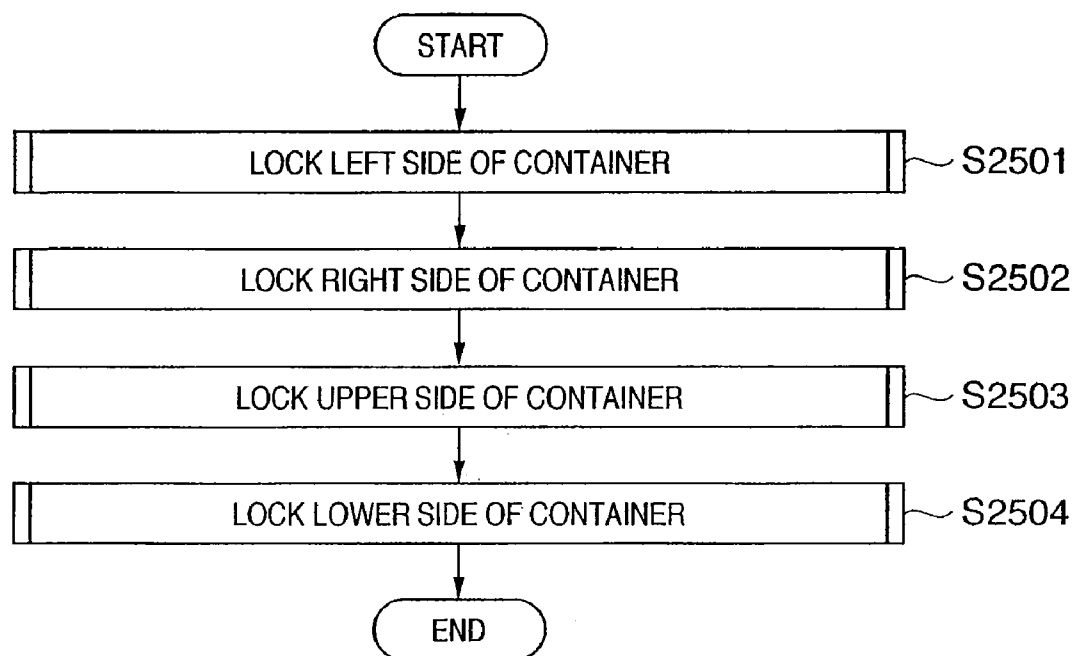 START
LOCK LEFT SIDE OF CONTAINER S2501
LOCK RIGHT SIDE OF CONTAINER S2502
LOCK UPPER SIDE OF CONTAINER S2503
LOCK LOWER SIDE OF CONTAINER S2504
END